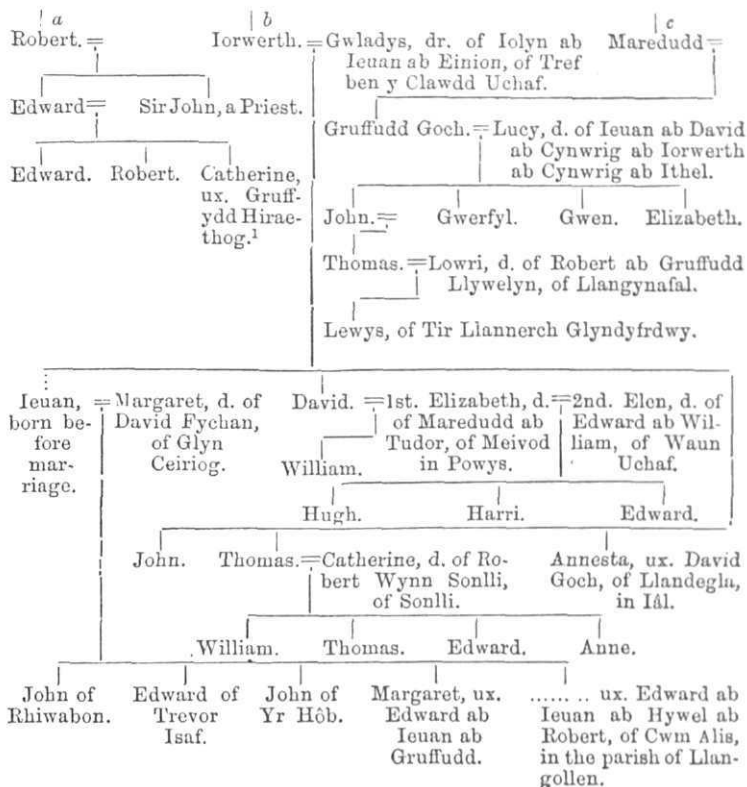 a b c
Robert. = Iorwerth. = Gwladys, dr. of Iolyn ab Maredudd =
Ieuan ab Einion, of Tref
ben y Clawdd Uchaf.
Edward = Sir John, a Priest.
Gruffudd Goch. = Lucy, d. of Ieuan ab David
ab Cynwrig ab Iorwerth
ab Cynwrig ab Ithel.
Edward. Robert. Catherine,
ux. Gruff-
ydd Hirae-
thog.1
John. = Gwerfyl. Gwen. Elizabeth.
Thomas. = Lowri, d. of Robert ab Gruffudd
Llywelyn, of Llangynafal.
Lewys, of Tir Llannerch Glyndyfrdwy.
Ieuan, = Margaret, d. of David. = 1st. Elizabeth, d. = 2nd. Elen, d. of
born be- David Fychan, of Maredudd ab Edward ab Wil-
fore of Glyn Tudor, of Meivod liam, of Waun
mar- Ceiriog. William. in Powys. Uchaf.
riage.
Hugh. Harri. Edward.
John. Thomas. = Catherine, d. of Ro- Annesta, ux. David
bert Wynn Sonlli, Goch, of Llandegla,
of Sonlli. in Iâl.
William. Thomas. Edward. Anne.
John of Edward of John of Margaret, ux. ........ ux. Edward ab
Rhiwabon. Trevor Yr Hôb. Edward ab Ieuan ab Hywel ab
Isaf. Ieuan ab Robert, of Cwm Alis,
Gruffudd. in the parish of Llan-
gollen.